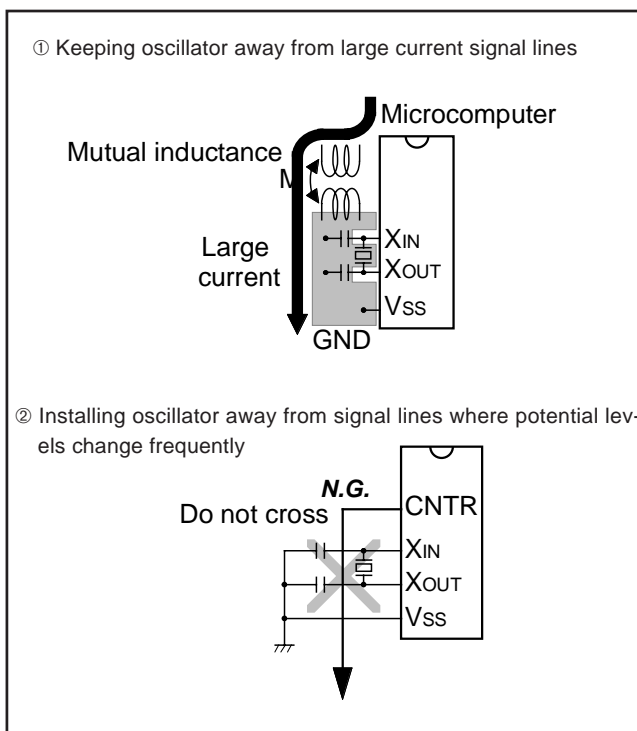 ① Keeping oscillator away from large current signal lines
Microcomputer
Mutual inductance
M
Large
current
XIN
XOUT
VSS
GND
② Installing oscillator away from signal lines where potential lev-
els change frequently
N.G.
Do not cross
CNTR
XIN
XOUT
VSS